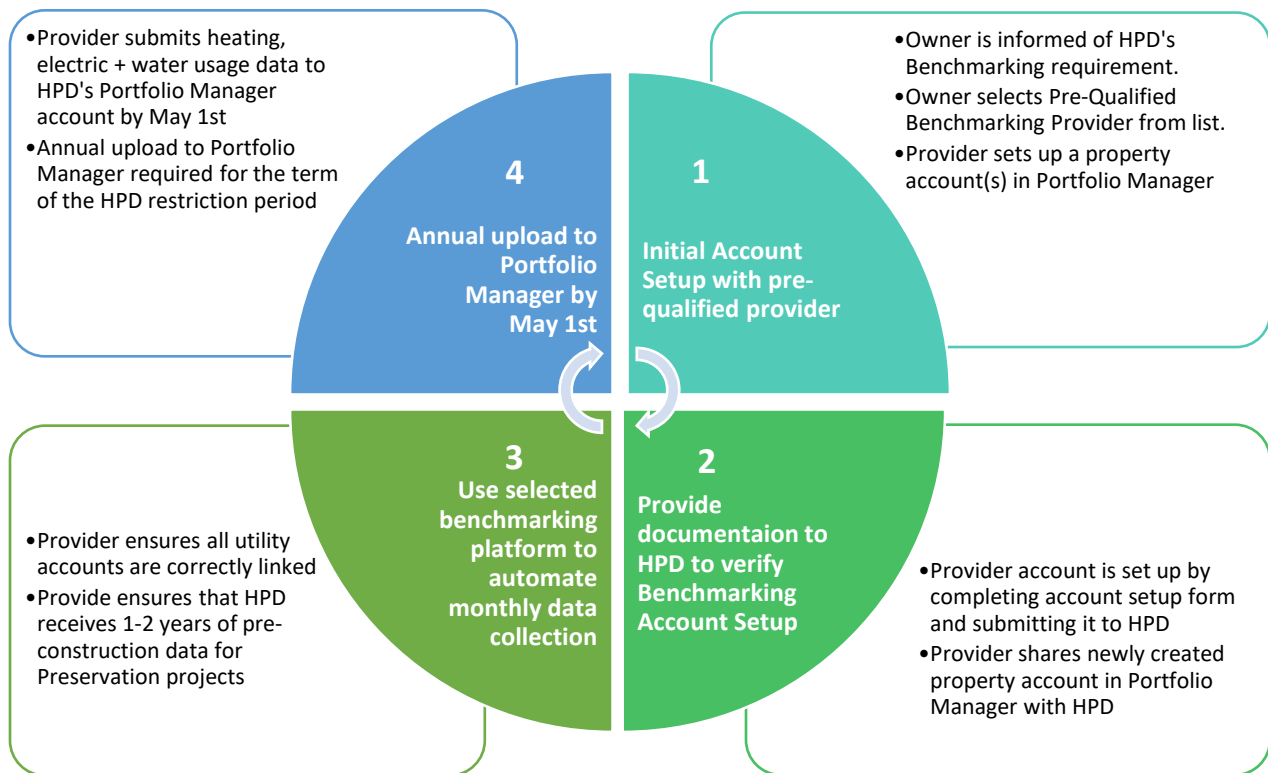 •Provider submits heating,
electric + water usage data to
HPD's Portfolio Manager
account by May 1st
•Annual upload to Portfolio
Manager required for the term
of the HPD restriction period
•Owner is informed of HPD's
Benchmarking requirement.
•Owner selects Pre-Qualified
Benchmarking Provider from list.
•Provider sets up a property
account(s) in Portfolio Manager
4
Annual upload to
Portfolio
Manager by
May 1st
1
Initial Account
Setup with pre-
qualified provider
3
Use selected
benchmarking
platform to
automate
monthly data
collection
2
Provide
documentaion to
HPD to verify
Benchmarking
Account Setup
•Provider ensures all utility
accounts are correctly linked
•Provide ensures that HPD
receives 1-2 years of pre-
construction data for
Preservation projects
•Provider account is set up by
completing account setup form
and submitting it to HPD
•Provider shares newly created
property account in Portfolio
Manager with HPD